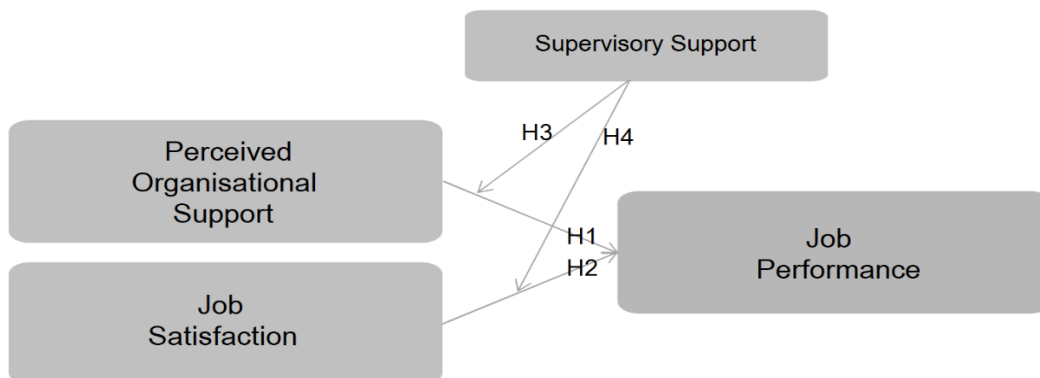 Supervisory Support
H3
H4
Perceived
Organisational
Support
H1
H2
Job
Performance
Job
Satisfaction